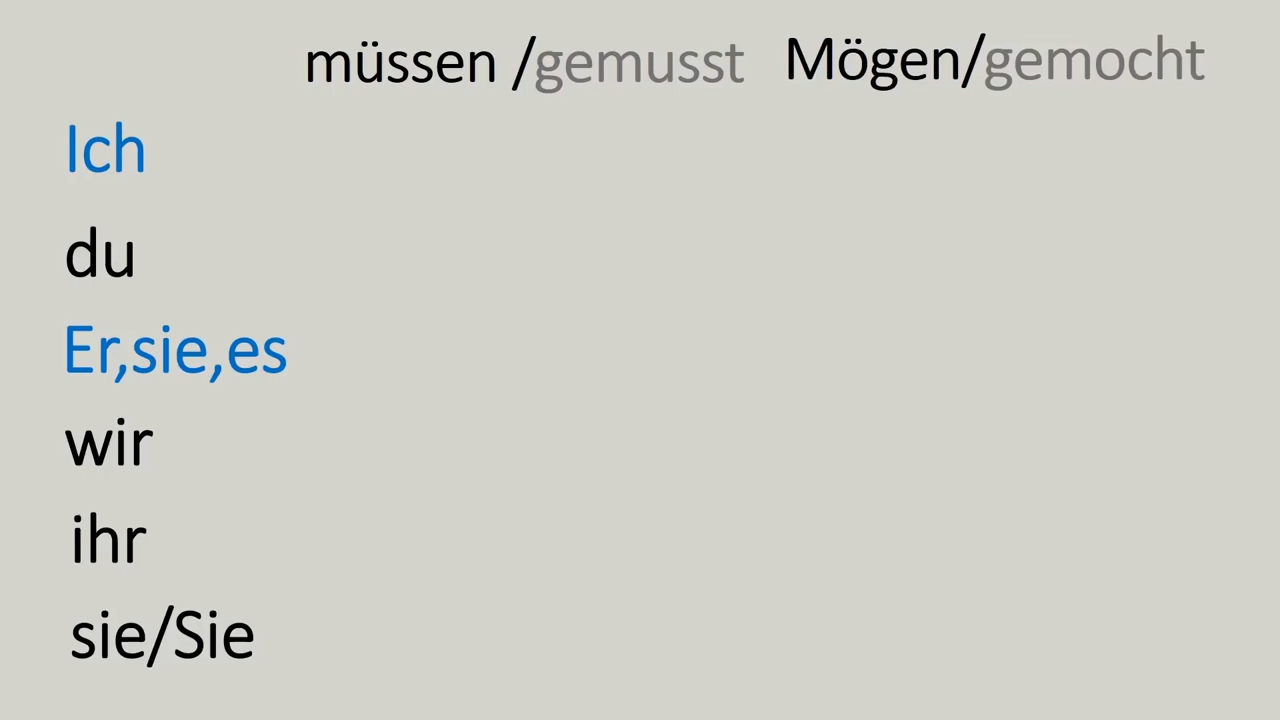 müssen /gemusst Mögen/gemocht
Ich
du
Er,sie,es
wir
ihr
sie/Sie